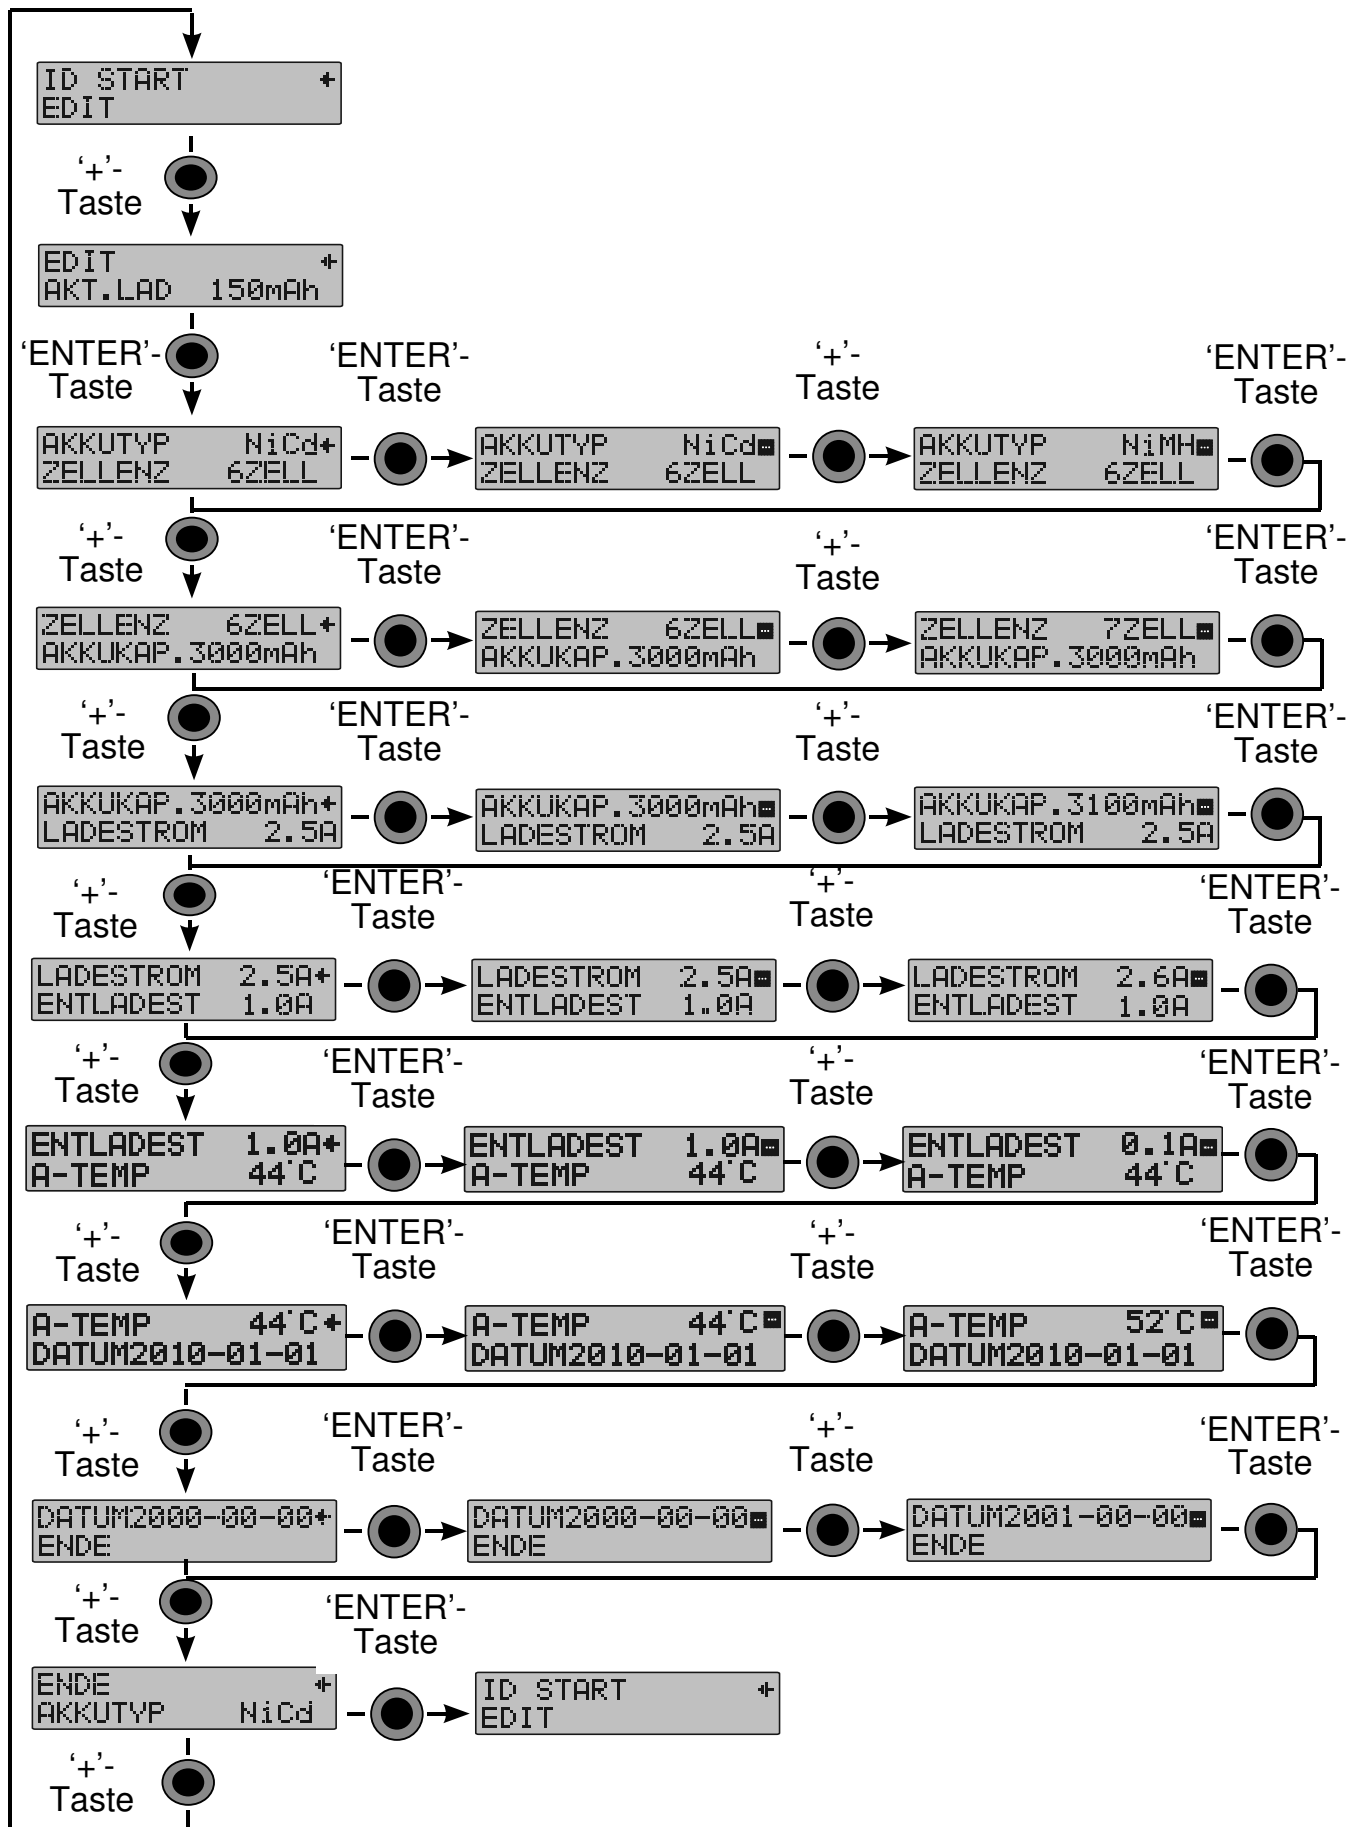 ID START
EDIT
‘+’-
Taste
EDIT
AKT.LAD 150mAh
‘ENTER’-
Taste
‘ENTER’-
Taste
‘+’-
Taste
‘ENTER’-
Taste
AKKUTYP NiCd
ZELLENZ 6ZELL
AKKUTYP NiCd
ZELLENZ 6ZELL
AKKUTYP NiMH
ZELLENZ 6ZELL
‘+’-
Taste
‘ENTER’-
Taste
‘+’-
Taste
‘ENTER’-
Taste
ZELLENZ 6ZELL
AKKUKAP.3000mAh
ZELLENZ 6ZELL
AKKUKAP.3000mAh
ZELLENZ 7ZELL
AKKUKAP.3000mAh
‘+’-
Taste
‘ENTER’-
Taste
‘+’-
Taste
‘ENTER’-
Taste
AKKUKAP.3000mAh
LADESTROM 2.5A
AKKUKAP.3000mAh
LADESTROM 2.5A
AKKUKAP.3100mAh
LADESTROM 2.5A
‘+’-
Taste
‘ENTER’-
Taste
‘+’-
Taste
‘ENTER’-
Taste
LADESTROM 2.5A
ENTLADEST 1.0A
LADESTROM 2.5A
ENTLADEST 1.0A
LADESTROM 2.6A
ENTLADEST 1.0A
‘+’-
Taste
‘ENTER’-
Taste
‘+’-
Taste
‘ENTER’-
Taste
ENTLADEST 1.0A
A-TEMP 44°C
ENTLADEST 1.0A
A-TEMP 44°C
ENTLADEST 0.1A
A-TEMP 44°C
‘+’-
Taste
‘ENTER’-
Taste
‘+’-
Taste
‘ENTER’-
Taste
A-TEMP 44°C
DATUM2010-01-01
A-TEMP 44°C
DATUM2010-01-01
A-TEMP 52°C
DATUM2010-01-01
‘+’-
Taste
‘ENTER’-
Taste
‘+’-
Taste
‘ENTER’-
Taste
DATUM2000-00-00
ENDE
DATUM2000-00-00
ENDE
DATUM2001-00-00
ENDE
‘+’-
Taste
‘ENTER’-
Taste
ENDE
AKKUTYP NiCd
ID START
EDIT
‘+’-
Taste